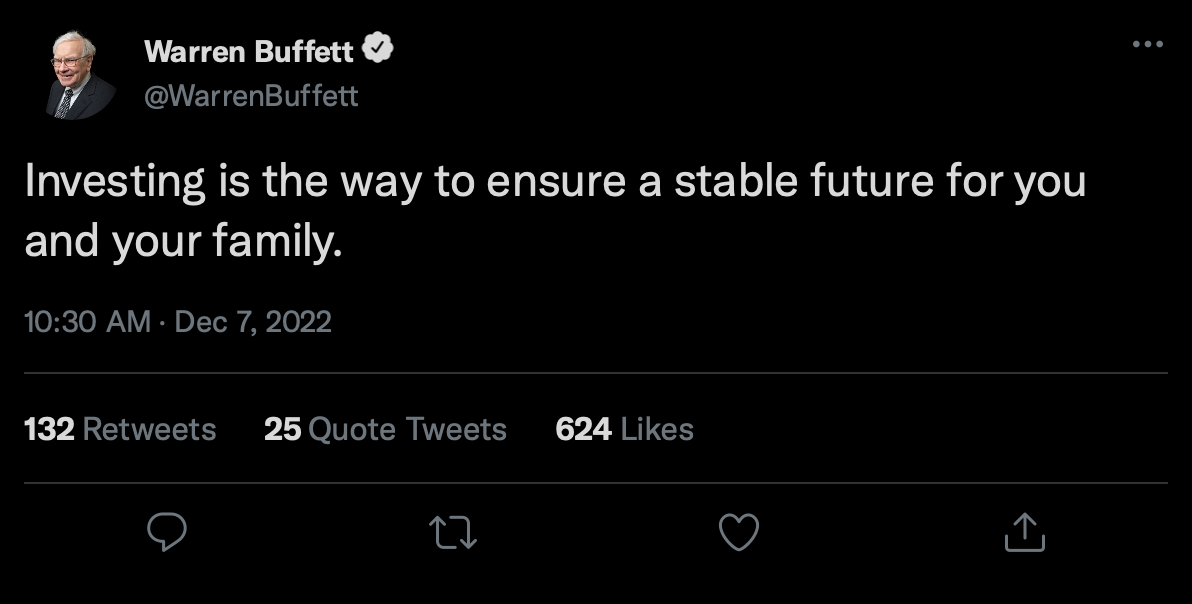 Warren Buffett
@WarrenBuffett
Investing is the way to ensure a stable future for you
and your family.
10:30 AM · Dec 7, 2022
132 Retweets 25 Quote Tweets 624 Likes